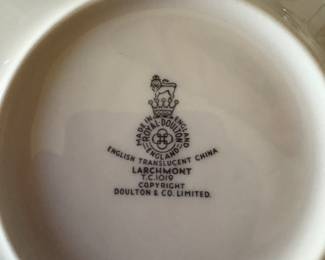 MADE IN ENGLAND
ROYAL·DOULTON
ENGLAND
ENGLISH TRANSLUCENT CHINA
LARCHMONT
T.C.1019
COPYRIGHT
DOULTON & CO. LIMITED.